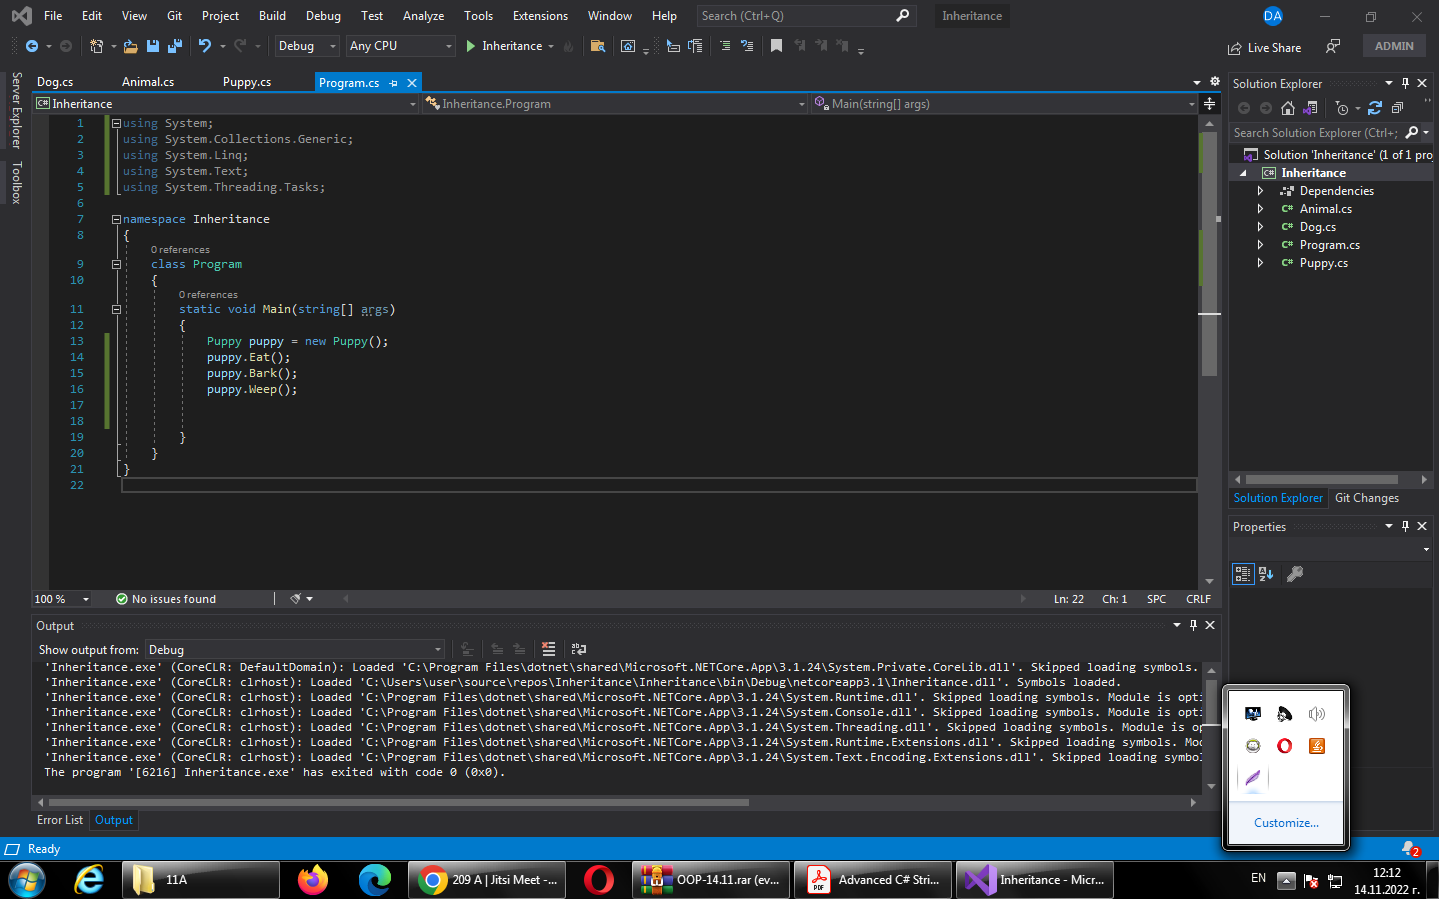 File Edit View Git Project Build Debug Test Analyze Tools Extensions Window Help Search (Ctrl+Q) Inheritance DA
Debug Any CPU Inheritance Live Share ADMIN
Server Explorer
Toolbox
Dog.cs Animal.cs Puppy.cs Program.cs
Inheritance Inheritance.Program Main(string[] args)
1 using System;
2 using System.Collections.Generic;
3 using System.Linq;
4 using System.Text;
5 using System.Threading.Tasks;
6
7 namespace Inheritance
8 {
0 references
9 class Program
10 {
0 references
11 static void Main(string[] args)
12 {
13 Puppy puppy = new Puppy();
14 puppy.Eat();
15 puppy.Bark();
16 puppy.Weep();
17
18
19 }
20 }
21 }
22
100 % No issues found Ln: 22 Ch: 1 SPC CRLF
Output
Show output from: Debug
'Inheritance.exe' (CoreCLR: DefaultDomain): Loaded 'C:\Program Files\dotnet\shared\Microsoft.NETCore.App\3.1.24\System.Private.CoreLib.dll'. Skipped loading symbols.
'Inheritance.exe' (CoreCLR: clrhost): Loaded 'C:\Users\user\source\repos\Inheritance\Inheritance\bin\Debug\netcoreapp3.1\Inheritance.dll'. Symbols loaded.
'Inheritance.exe' (CoreCLR: clrhost): Loaded 'C:\Program Files\dotnet\shared\Microsoft.NETCore.App\3.1.24\System.Runtime.dll'. Skipped loading symbols. Module is opti
'Inheritance.exe' (CoreCLR: clrhost): Loaded 'C:\Program Files\dotnet\shared\Microsoft.NETCore.App\3.1.24\System.Console.dll'. Skipped loading symbols. Module is opti
'Inheritance.exe' (CoreCLR: clrhost): Loaded 'C:\Program Files\dotnet\shared\Microsoft.NETCore.App\3.1.24\System.Threading.dll'. Skipped loading symbols. Module is op
'Inheritance.exe' (CoreCLR: clrhost): Loaded 'C:\Program Files\dotnet\shared\Microsoft.NETCore.App\3.1.24\System.Runtime.Extensions.dll'. Skipped loading symbols. Mod
'Inheritance.exe' (CoreCLR: clrhost): Loaded 'C:\Program Files\dotnet\shared\Microsoft.NETCore.App\3.1.24\System.Text.Encoding.Extensions.dll'. Skipped loading symbo
The program '[6216] Inheritance.exe' has exited with code 0 (0x0).
Error List Output
Solution Explorer
Search Solution Explorer (Ctrl+;
Solution 'Inheritance' (1 of 1 pro
C# Inheritance
Dependencies
C# Animal.cs
C# Dog.cs
C# Program.cs
C# Puppy.cs
Solution Explorer Git Changes
Properties
Customize...
Ready 2
11A 209 A | Jitsi Meet -... OOP-14.11.rar (ev... PDF Advanced C# Stri... Inheritance - Micr... EN 12:12
14.11.2022 г.